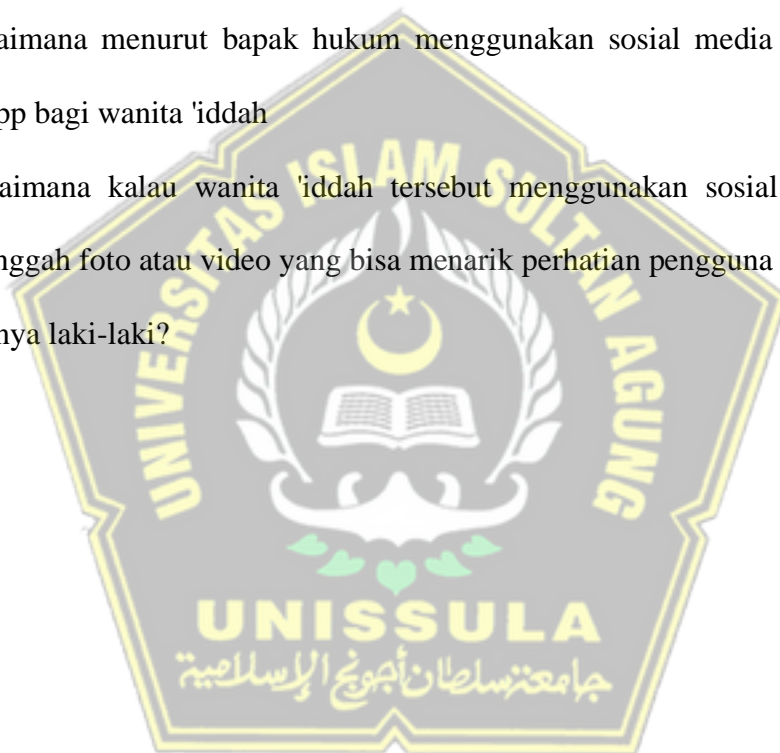 aimana menurut bapak hukum menggunakan sosial media
pp bagi wanita 'iddah
aimana kalau wanita 'iddah tersebut menggunakan sosial
nggah foto atau video yang bisa menarik perhatian pengguna
nya laki-laki?
UNIVERSITAS ISLAM SULTAN AGUNG
UNISSULA
جامعة سلطان أجونج الإسلامية